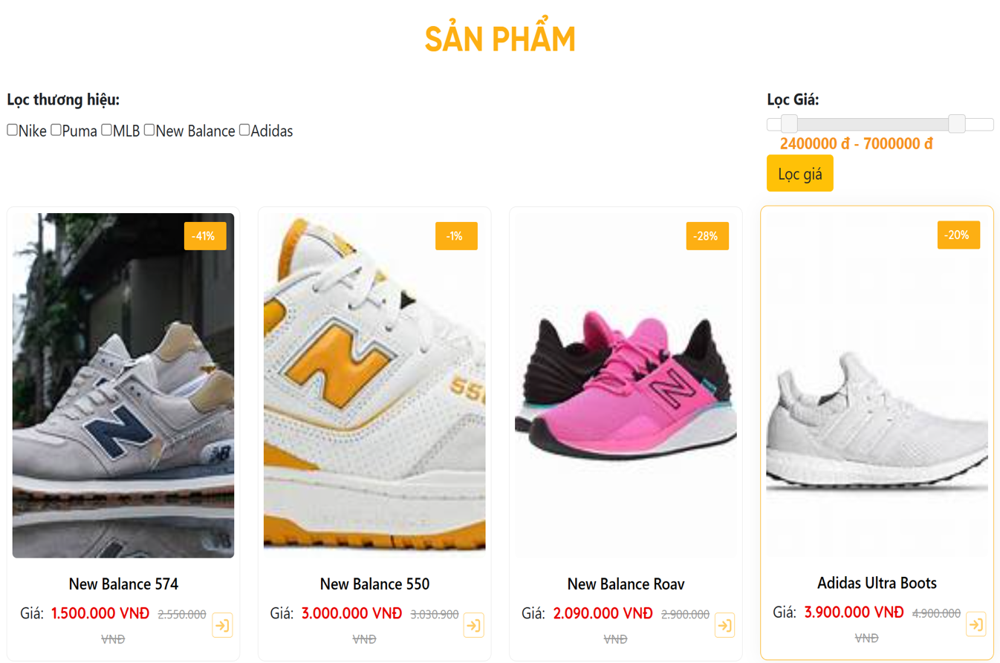 SẢN PHẨM
Lọc thương hiệu:
Lọc Giá:
Nike Puma MLB New Balance Adidas
2400000 đ - 7000000 đ
Lọc giá
-41%
-1%
-28%
-20%
N
N
550
N
New Balance 574
New Balance 550
New Balance Roav
Adidas Ultra Boots
Giá: 1.500.000 VNĐ 2.550.000
VNĐ
Giá: 3.000.000 VNĐ 3.030.900
VNĐ
Giá: 2.090.000 VNĐ 2.900.000
VNĐ
Giá: 3.900.000 VNĐ 4.900.000
VNĐ